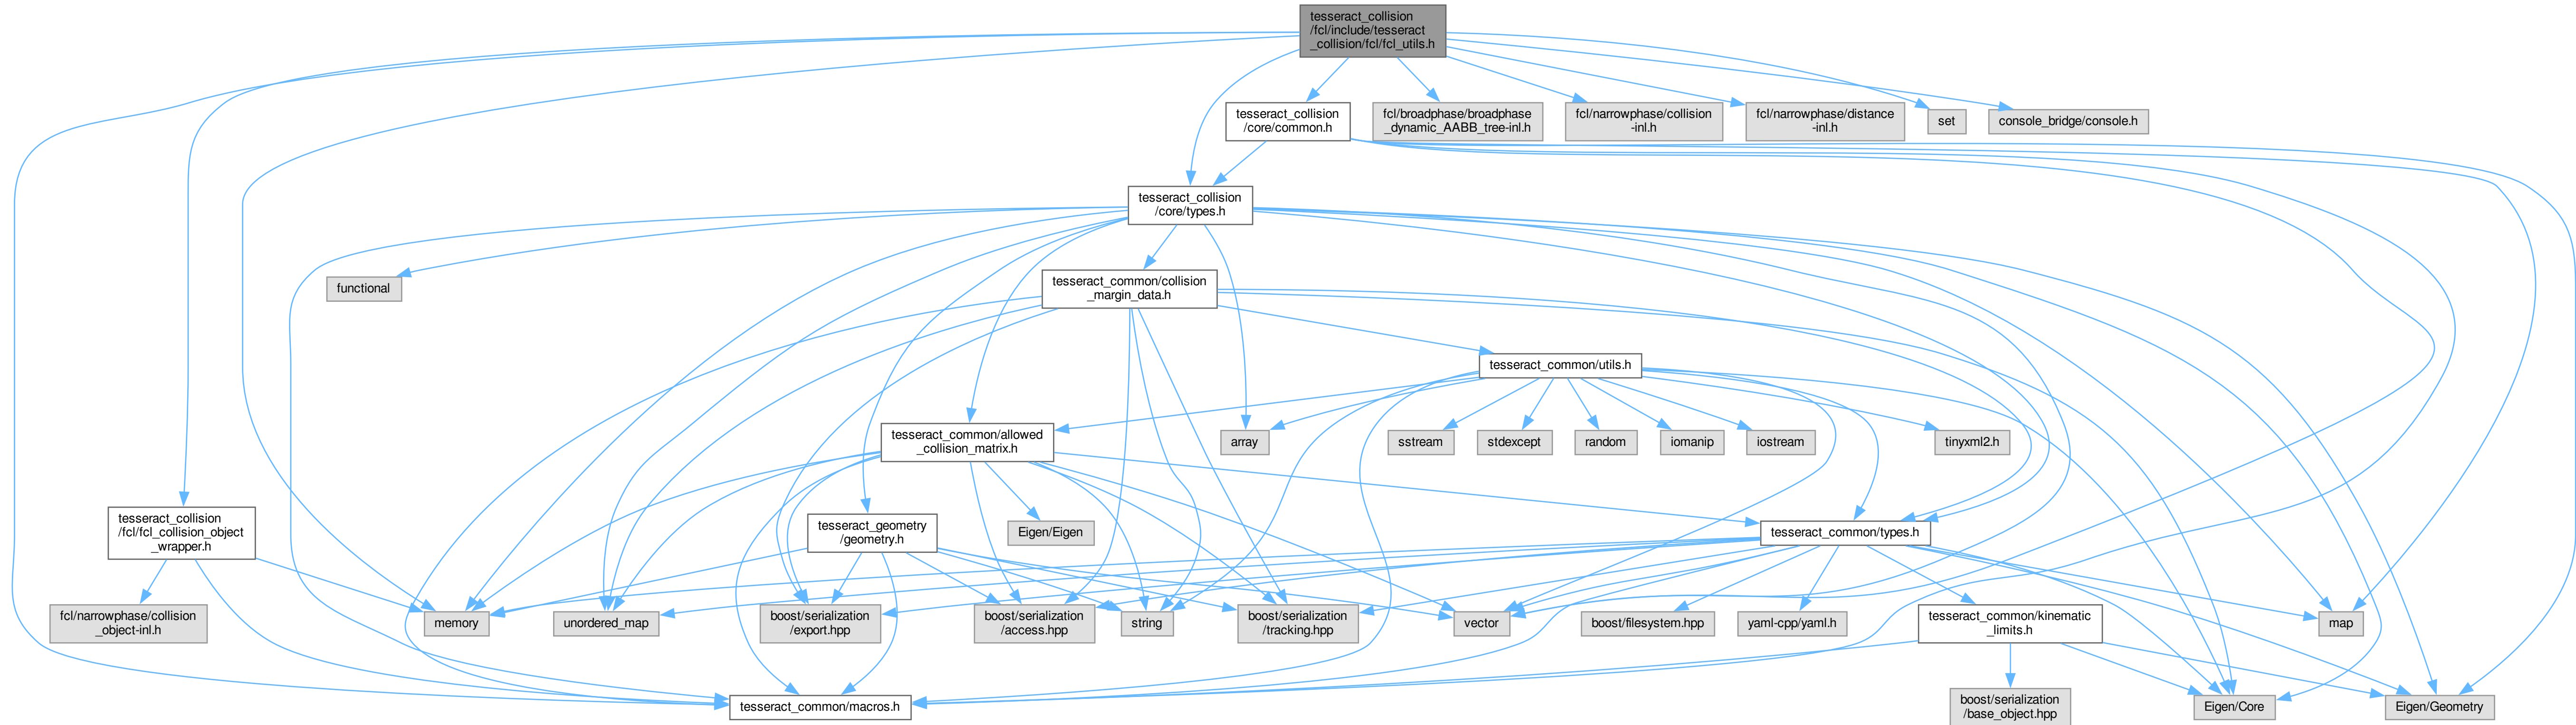 tesseract_collision
/fcl/include/tesseract
_collision/fcl/fcl_utils.h
tesseract_collision
/core/common.h
fcl/broadphase/broadphase
_dynamic_AABB_tree-inl.h
fcl/narrowphase/collision
-inl.h
fcl/narrowphase/distance
-inl.h
set
console_bridge/console.h
tesseract_collision
/core/types.h
functional
tesseract_common/collision
_margin_data.h
tesseract_common/utils.h
tesseract_common/allowed
_collision_matrix.h
array
sstream
stdexcept
random
iomanip
iostream
tinyxml2.h
tesseract_collision
/fcl/fcl_collision_object
_wrapper.h
tesseract_geometry
/geometry.h
Eigen/Eigen
tesseract_common/types.h
fcl/narrowphase/collision
_object-inl.h
memory
unordered_map
boost/serialization
/export.hpp
boost/serialization
/access.hpp
string
boost/serialization
/tracking.hpp
vector
boost/filesystem.hpp
yaml-cpp/yaml.h
tesseract_common/kinematic
_limits.h
map
tesseract_common/macros.h
boost/serialization
/base_object.hpp
Eigen/Core
Eigen/Geometry